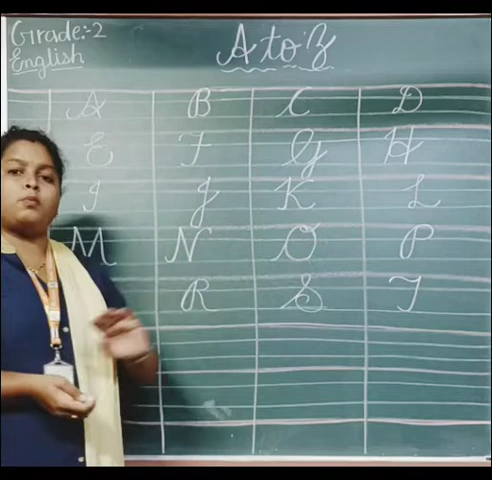 Grade:-2
English
A to Z
A B C D
E F G H
I J K L
M N O P
R S T